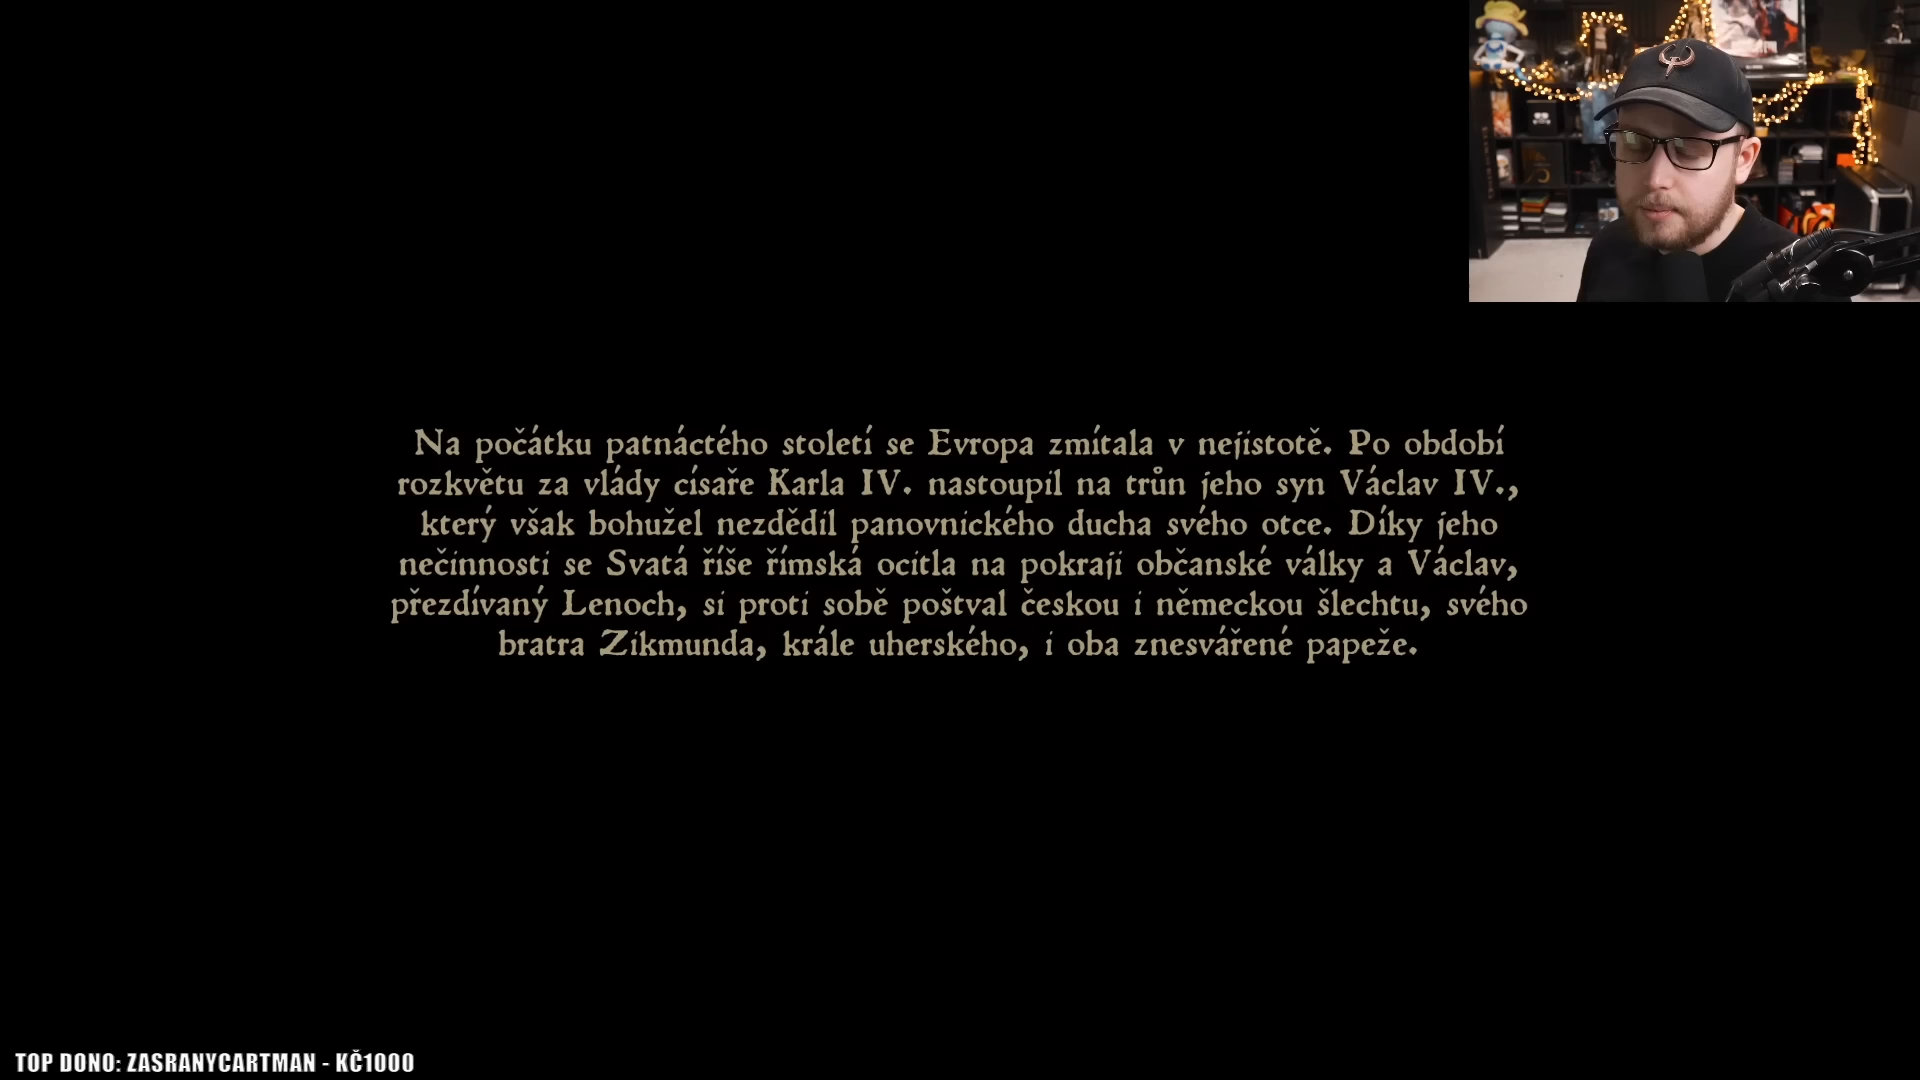 Na počátku patnáctého století se Evropa zmítala v nejistotě. Po období
rozkvětu za vlády císaře Karla IV. nastoupil na trůn jeho syn Václav IV.,
který však bohužel nezdědil panovnického ducha svého otce. Díky jeho
nečinnosti se Svatá říše římská ocitla na pokraji občanské války a Václav,
přezdívaný Lenoch, si proti sobě poštval českou i německou šlechtu, svého
bratra Zikmunda, krále uherského, i oba znesvářené papeže.
TOP DONO: ZASRANYCARTMAN - KČ1000